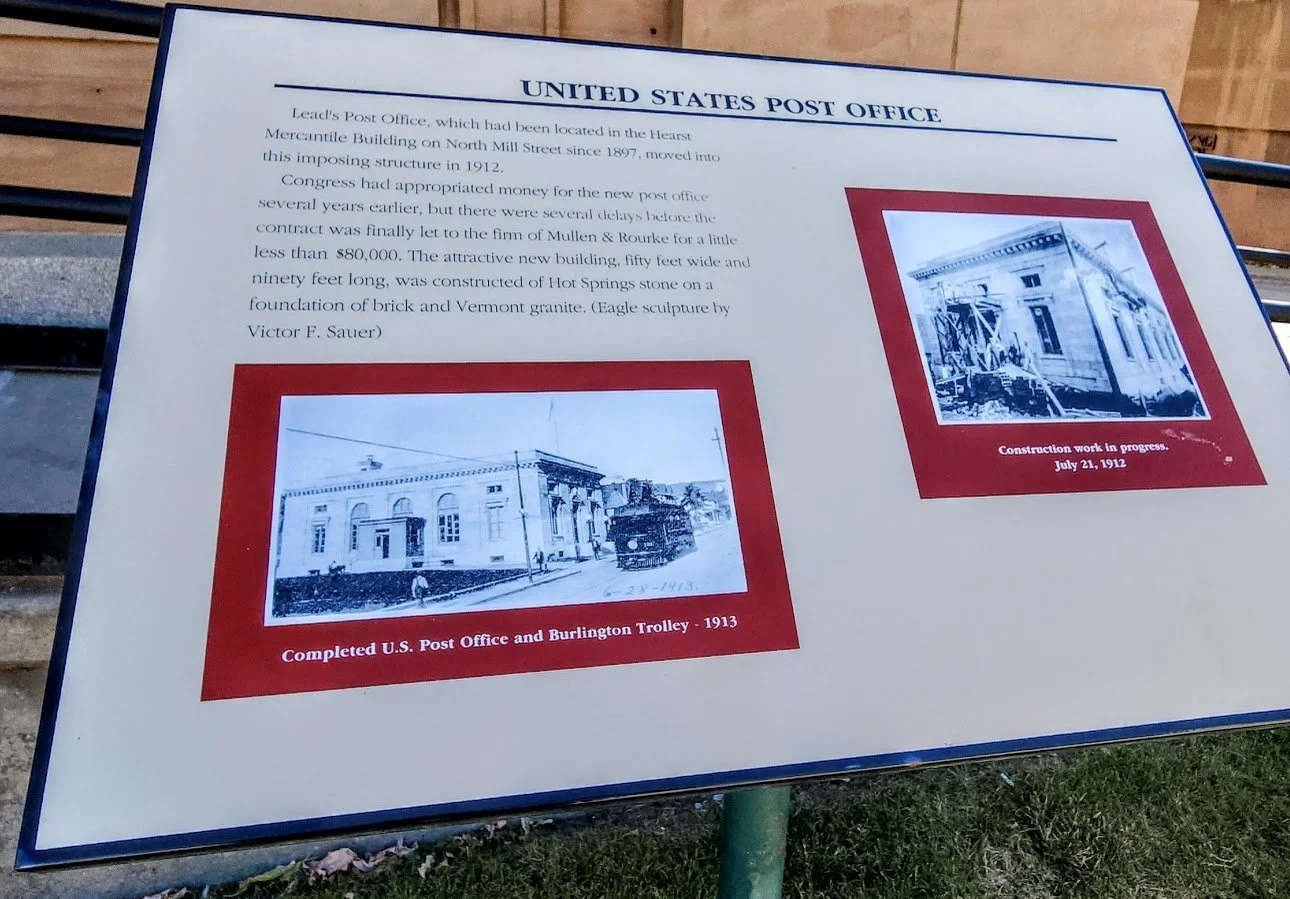 UNITED STATES POST OFFICE
Lead's Post Office, which had been located in the Hearst
Mercantile Building on North Mill Street since 1897, moved into
this imposing structure in 1912.
Congress had appropriated money for the new post office
several years earlier, but there were several delays before the
contract was finally let to the firm of Mullen & Rourke for a little
less than $80,000. The attractive new building, fifty feet wide and
ninety feet long, was constructed of Hot Springs stone on a
foundation of brick and Vermont granite. (Eagle sculpture by
Victor F. Sauer)
Construction work in progress.
July 21, 1912
6-28-1913.
Completed U.S. Post Office and Burlington Trolley - 1913